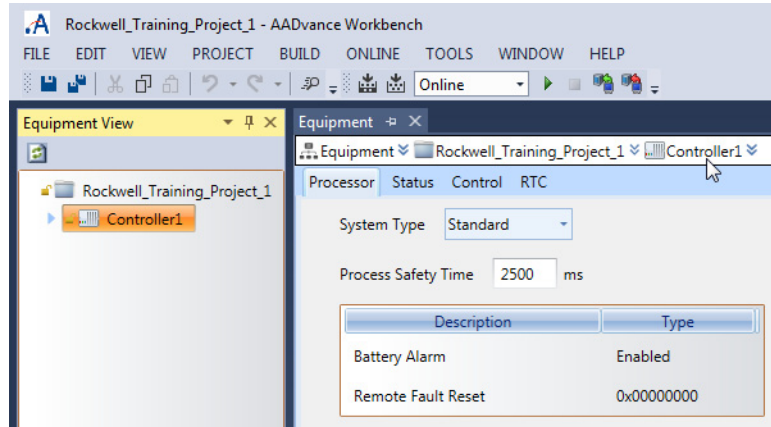 Rockwell_Training_Project_1 - AADvance Workbench
FILE EDIT VIEW PROJECT BUILD ONLINE TOOLS WINDOW HELP
Online
Equipment View
Equipment
Equipment Rockwell_Training_Project_1 Controller1
Rockwell_Training_Project_1
Controller1
Processor Status Control RTC
System Type Standard
Process Safety Time 2500 ms
Description Type
Battery Alarm Enabled
Remote Fault Reset 0x00000000